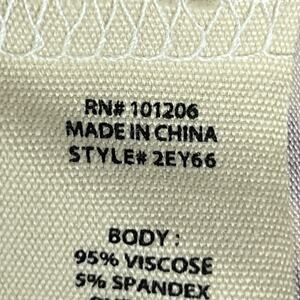 RN# 101206
MADE IN CHINA
STYLE# 2EY66
BODY :
95% VISCOSE
5% SPANDEX